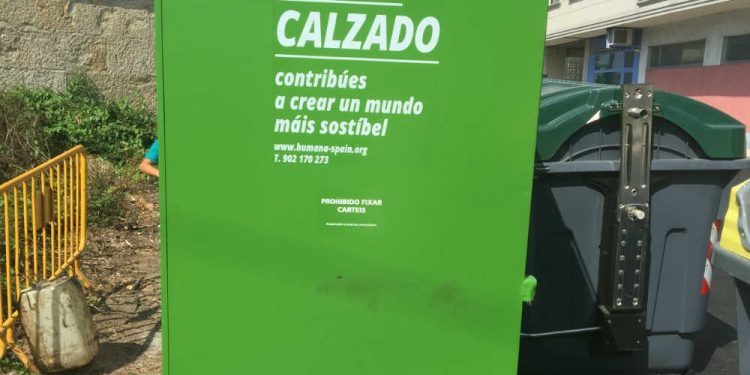 CALZADO
contribúes
a crear un mundo
máis sostíbel
www.humana-spain.org
T. 902 170 273
PROHIBIDO FIXAR
CARTEIS